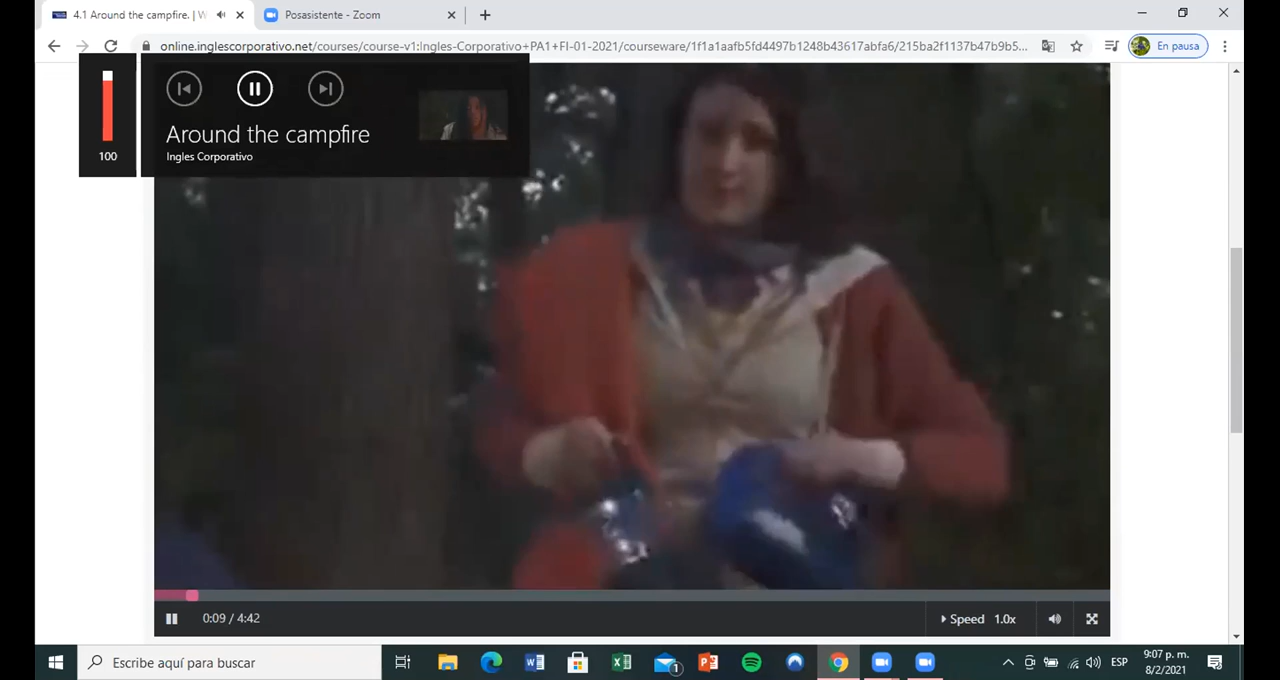 4.1 Around the campfire. | W
Posasistente - Zoom
online.inglescorporativo.net/courses/course-v1:Ingles-Corporativo+PA1+FI-01-2021/courseware/1f1a1aafb5fd4497b1248b43617abfa6/215ba2f1137b47b9b5...
En pausa
100
Around the campfire
Ingles Corporativo
0:09 / 4:42
Speed 1.0x
Escribe aquí para buscar
1
ESP
9:07 p. m.
8/2/2021